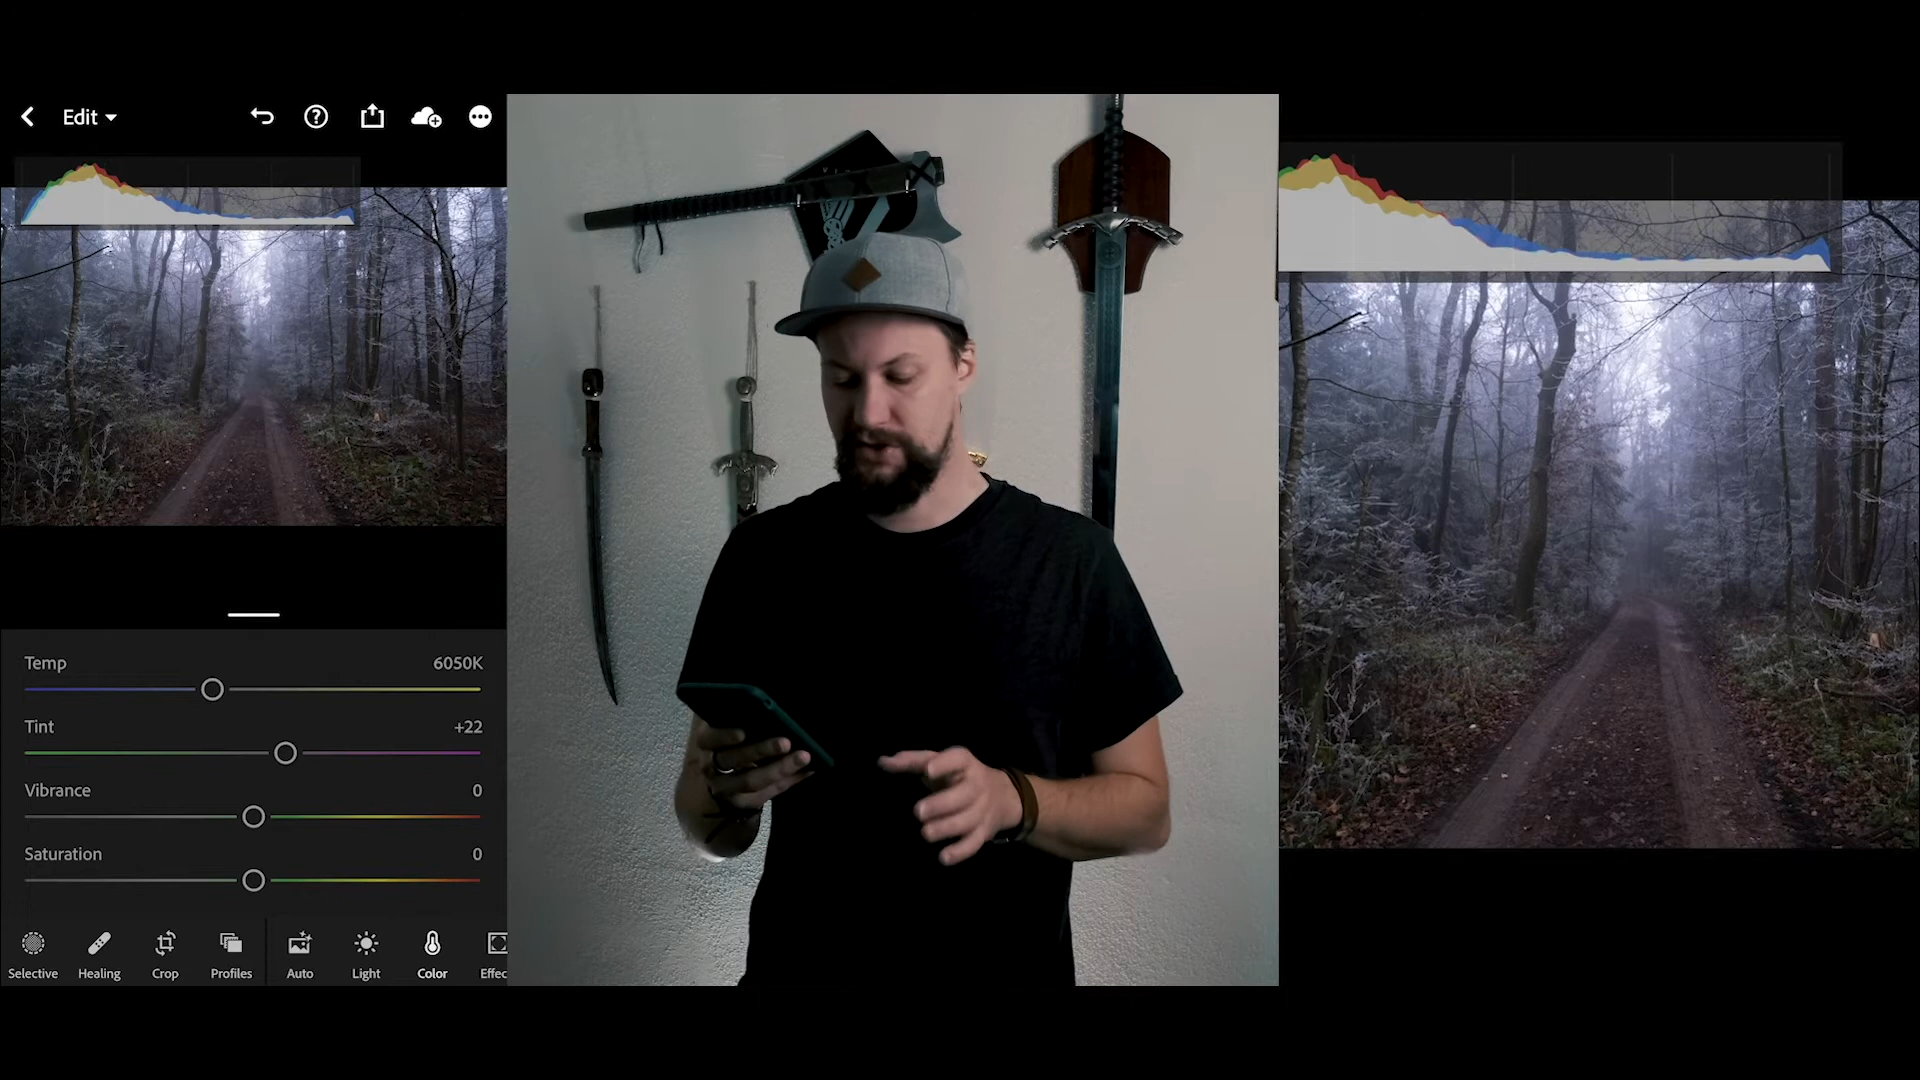 Edit
Temp 6050K
Tint +22
Vibrance 0
Saturation 0
Selective Healing Crop Profiles Auto Light Color Effec